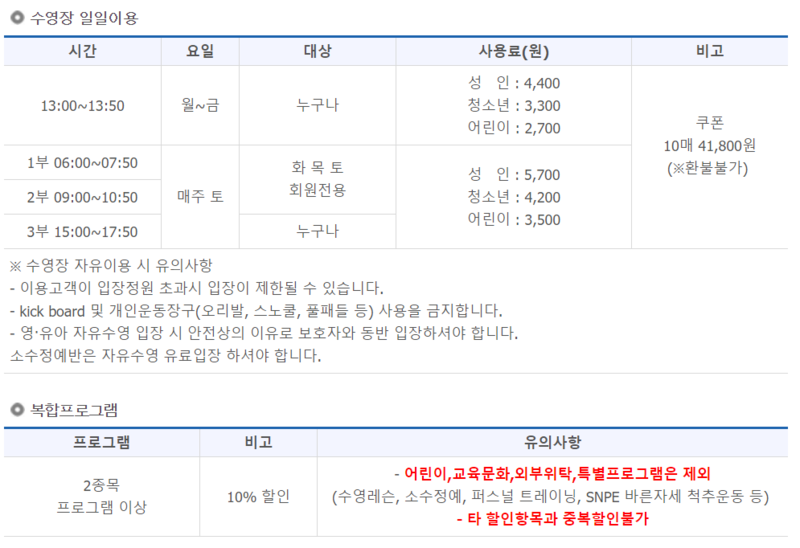 수영장 일일이용
시간 요일 대상 사용료(원) 비고
13:00~13:50 월~금 누구나
성 인 : 4,400
청소년 : 3,300
어린이 : 2,700
쿠폰
10매 41,800원
(※환불불가)
1부 06:00~07:50
2부 09:00~10:50
3부 15:00~17:50
매주 토
화 목 토
회원전용
누구나
성 인 : 5,700
청소년 : 4,200
어린이 : 3,500
※ 수영장 자유이용 시 유의사항
- 이용고객이 입장정원 초과시 입장이 제한될 수 있습니다.
- kick board 및 개인운동장구(오리발, 스노쿨, 풀패들 등) 사용을 금지합니다.
- 영·유아 자유수영 입장 시 안전상의 이유로 보호자와 동반 입장하셔야 합니다.
소수정예반은 자유수영 유료입장 하셔야 합니다.
복합프로그램
프로그램 비고 유의사항
2종목
프로그램 이상
10% 할인
- 어린이,교육문화,외부위탁,특별프로그램은 제외
(수영레슨, 소수정예, 퍼스널 트레이닝, SNPE 바른자세 척추운동 등)
- 타 할인항목과 중복할인불가